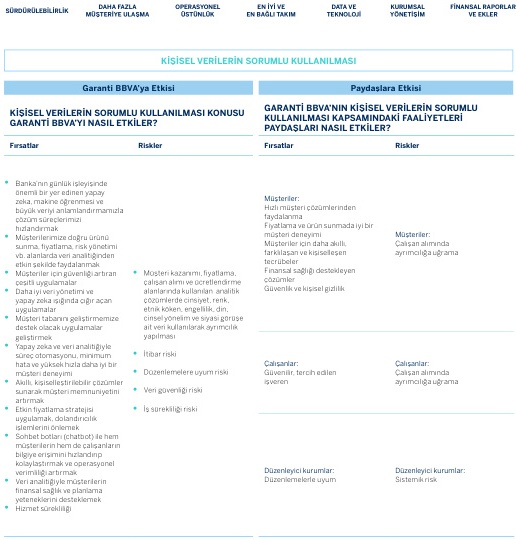 SÜRDÜRÜLEBİLİRLİK
DAHA FAZLA
MÜŞTERİYE ULAŞMA
OPERASYONEL
ÜSTÜNLÜK
EN İYİ VE
EN BAĞLI TAKIM
DATA VE
TEKNOLOJİ
KURUMSAL
YÖNETİŞİM
FİNANSAL RAPORLAR
VE EKLER
KİŞİSEL VERİLERİN SORUMLU KULLANILMASI
Garanti BBVA'ya Etkisi
KİŞİSEL VERİLERİN SORUMLU KULLANILMASI KONUSU
GARANTİ BBVA'YI NASIL ETKİLER?
Fırsatlar
Riskler
• Banka'nın günlük işleyişinde
önemli bir yer edinen yapay
zeka, makine öğrenmesi ve
büyük veriyi anlamlandırmamızla
çözüm süreçlerimizi
hızlandırmak
• Müşterilerimize doğru ürünü
sunma, fiyatlama, risk yönetimi
vb. alanlarda veri analitiğinden
etkin şekilde faydalanmak
• Müşteriler için güvenliği artıran
çeşitli uygulamalar
• Daha iyi veri yönetimi ve
yapay zeka ışığında çığır açan
uygulamalar
• Müşteri tabanını geliştirmemize
destek olacak uygulamalar
geliştirmek
• Yapay zeka ve veri analitiğiyle
süreç otomasyonu, minimum
hata ve yüksek hızla daha iyi bir
müşteri deneyimi
• Akıllı, kişiselleştirilebilir çözümler
sunarak müşteri memnuniyetini
artırmak
• Etkin fiyatlama stratejisi
uygulamak, dolandırıcılık
işlemlerini önlemek
• Sohbet botları (chatbot) ile hem
müşterilerin hem de çalışanların
bilgiye erişimini hızlandırıp
kolaylaştırmak ve operasyonel
verimliliği artırmak
• Veri analitiğiyle müşterilerin
finansal sağlık ve planlama
yeteneklerini desteklemek
• Hizmet sürekliliği
• Müşteri kazanımı, fiyatlama,
çalışan alımı ve ücretlendirme
alanlarında kullanılan analitik
çözümlerde cinsiyet, renk,
etnik köken, engellilik, din,
cinsel yönelim ve siyasi görüşe
ait veri kullanılarak ayrımcılık
yapılması
• İtibar riski
• Düzenlemelere uyum riski
• Veri güvenliği riski
• İş sürekliliği riski
Paydaşlara Etkisi
GARANTİ BBVA'NIN KİŞİSEL VERİLERİN SORUMLU
KULLANILMASI KAPSAMINDAKİ FAALİYETLERİ
PAYDAŞLARI NASIL ETKİLER?
Fırsatlar
Riskler
Müşteriler:
Hızlı müşteri çözümlerinden
faydalanma
Fiyatlama ve ürün sunmada iyi bir
müşteri deneyimi
Müşteriler için daha akıllı,
farklılaşan ve kişiselleşen
tecrübeler
Finansal sağlığı destekleyen
çözümler
Güvenlik ve kişisel gizlilik
Müşteriler:
Çalışan alımında
ayrımcılığa uğrama
Çalışanlar:
Güvenilir, tercih edilen
işveren
Çalışanlar:
Çalışan alımında
ayrımcılığa uğrama
Düzenleyici kurumlar:
Düzenlemelerle uyum
Düzenleyici kurumlar:
Sistemik risk